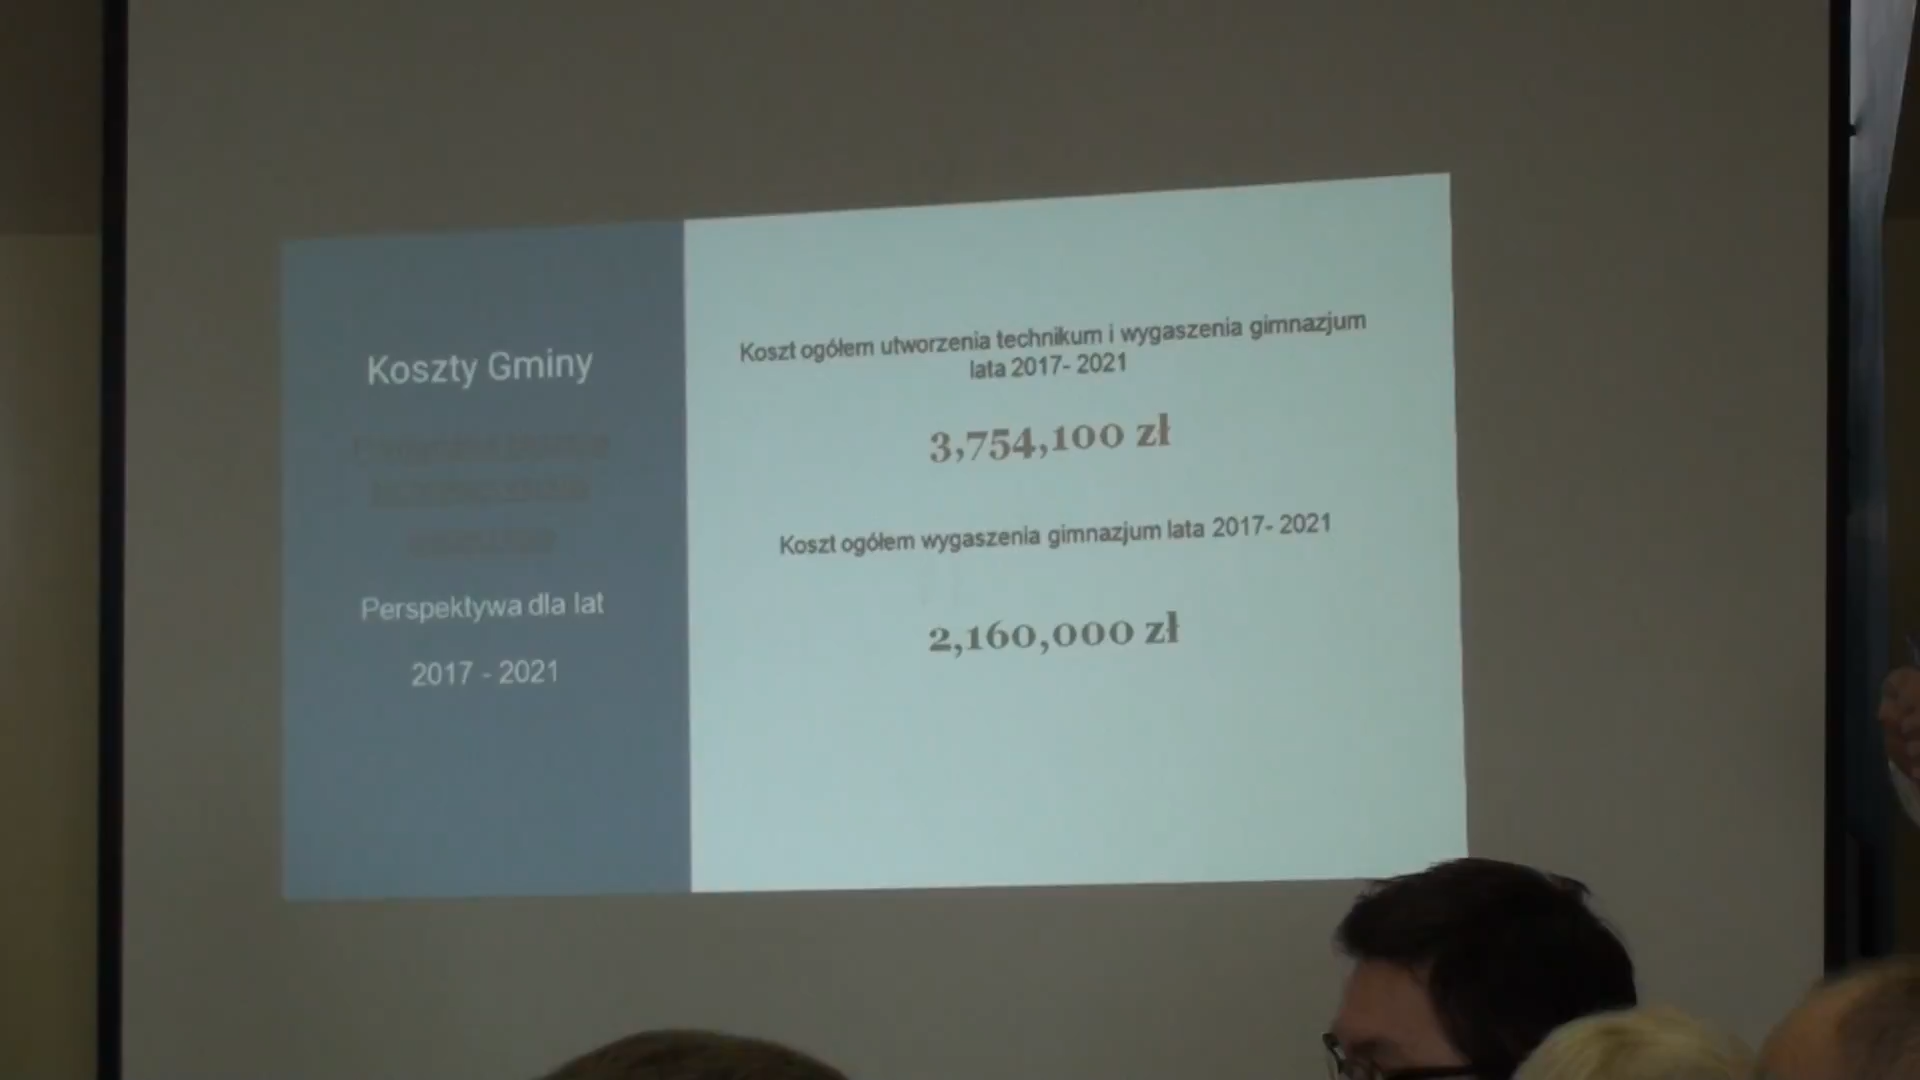 Koszty Gminy
Perspektywa dla lat
2017 - 2021
Koszt ogółem utworzenia technikum i wygaszenia gimnazjum
lata 2017- 2021
3,754,100 zł
Koszt ogółem wygaszenia gimnazjum lata 2017- 2021
2,160,000 zł